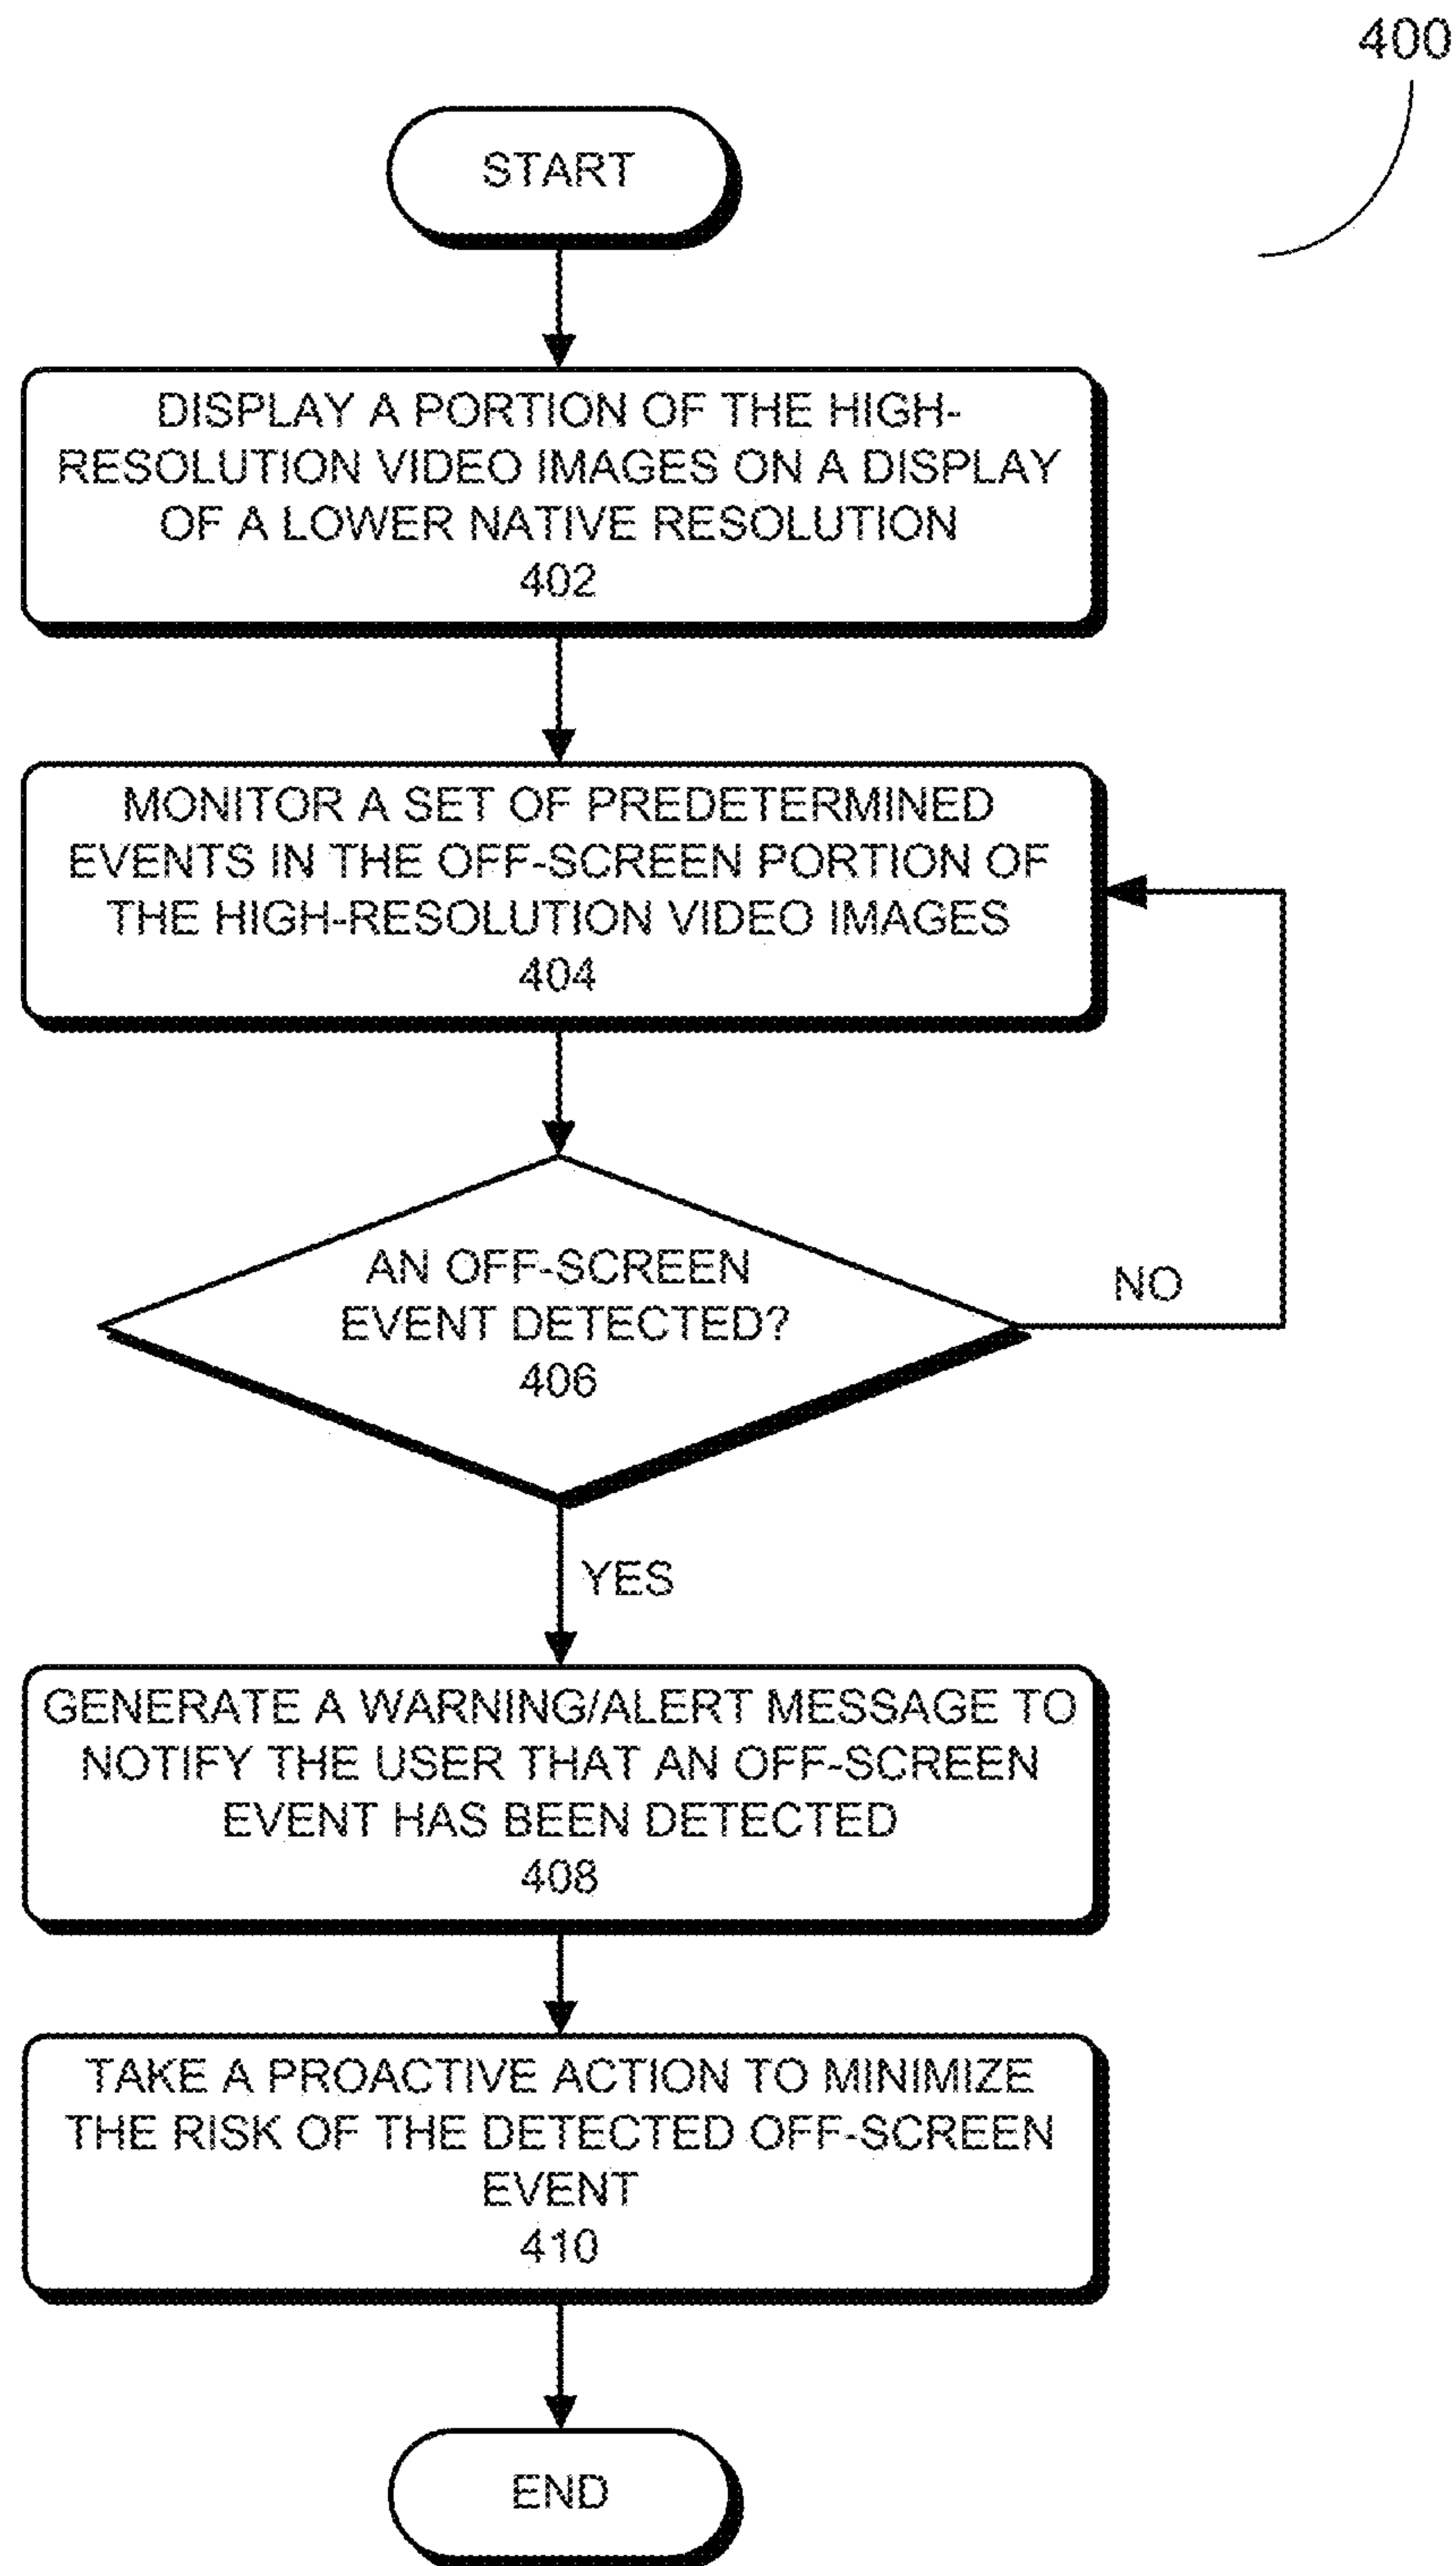 400
START
DISPLAY A PORTION OF THE HIGH-
RESOLUTION VIDEO IMAGES ON A DISPLAY
OF A LOWER NATIVE RESOLUTION
402
MONITOR A SET OF PREDETERMINED
EVENTS IN THE OFF-SCREEN PORTION OF
THE HIGH-RESOLUTION VIDEO IMAGES
404
AN OFF-SCREEN
EVENT DETECTED?
406
NO
YES
GENERATE A WARNING/ALERT MESSAGE TO
NOTIFY THE USER THAT AN OFF-SCREEN
EVENT HAS BEEN DETECTED
408
TAKE A PROACTIVE ACTION TO MINIMIZE
THE RISK OF THE DETECTED OFF-SCREEN
EVENT
410
END